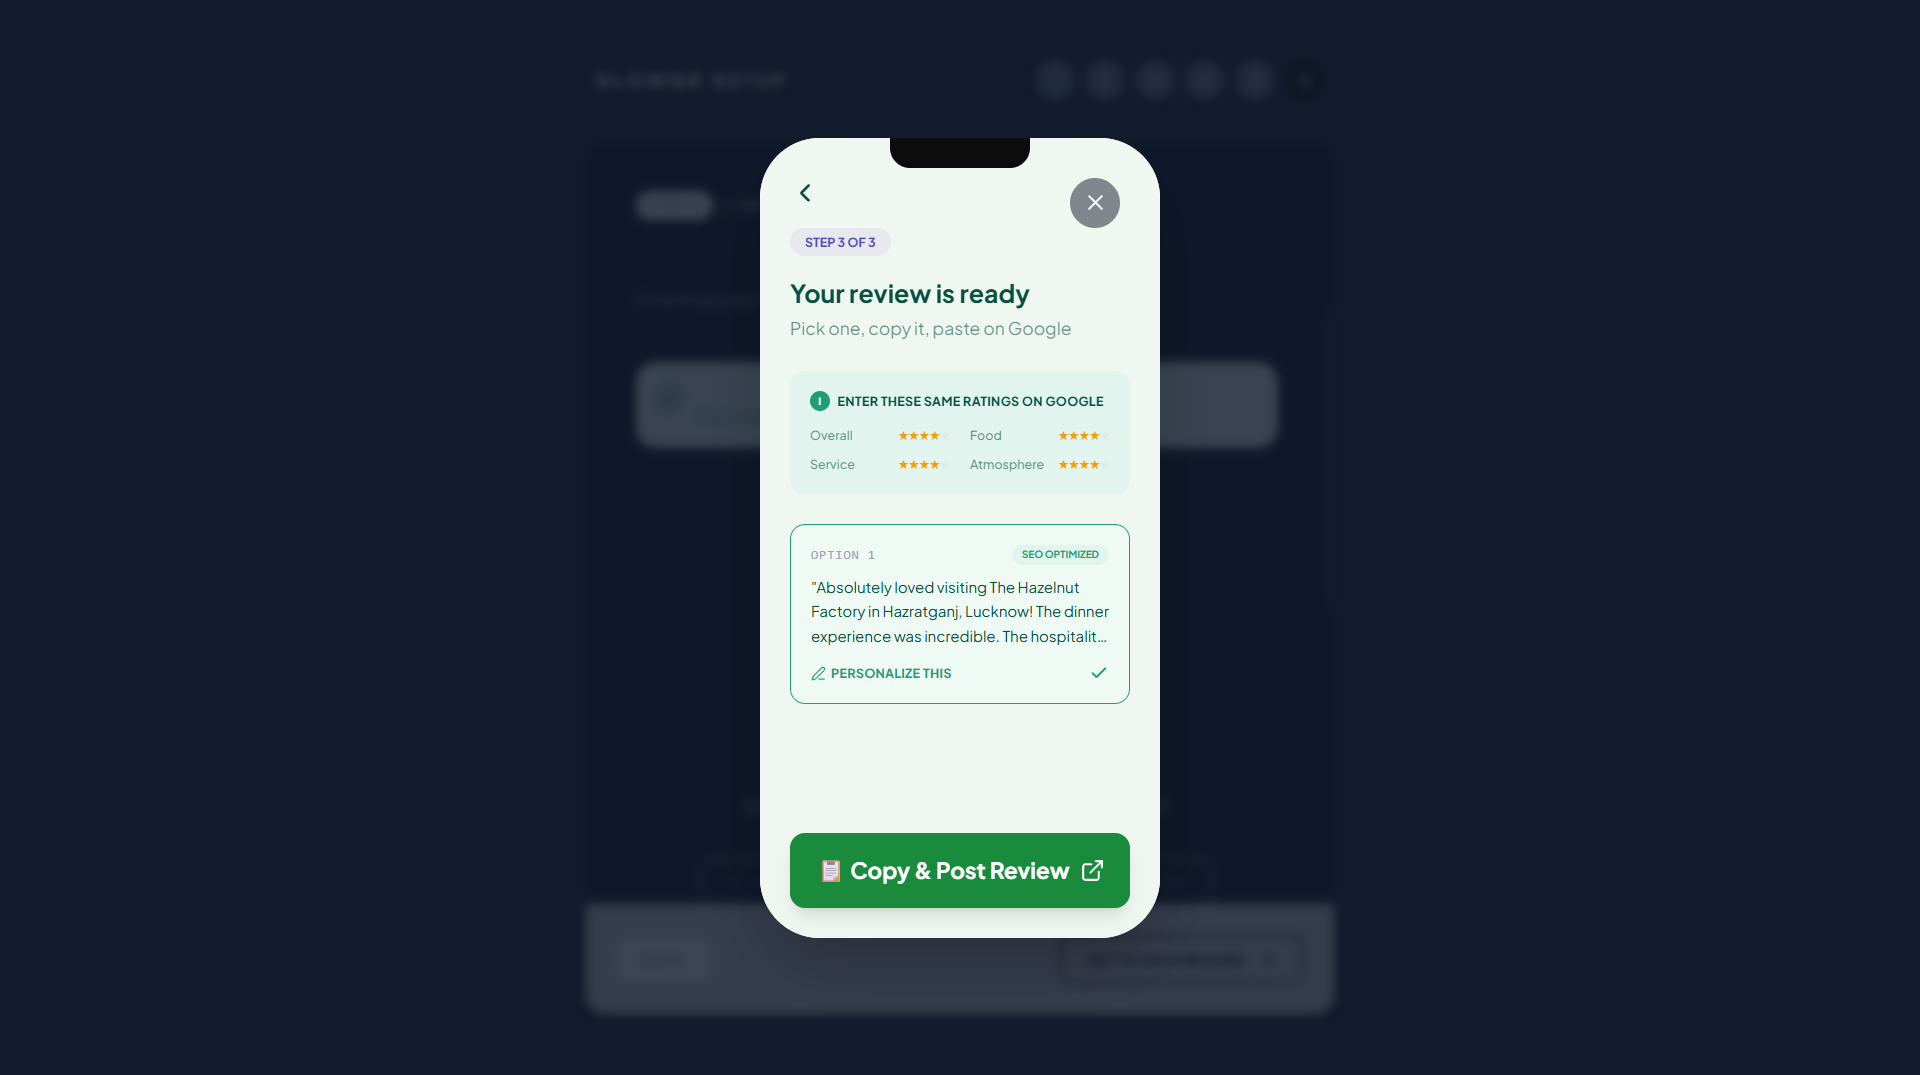 GLOWQR SETUP
STEP 3 OF 3
Your review is ready
Pick one, copy it, paste on Google
I ENTER THESE SAME RATINGS ON GOOGLE
Overall ★★★★★ Food ★★★★★
Service ★★★★★ Atmosphere ★★★★★
OPTION 1 SEO OPTIMIZED
"Absolutely loved visiting The Hazelnut
Factory in Hazratganj, Lucknow! The dinner
experience was incredible. The hospitalit...
PERSONALIZE THIS
Copy & Post Review